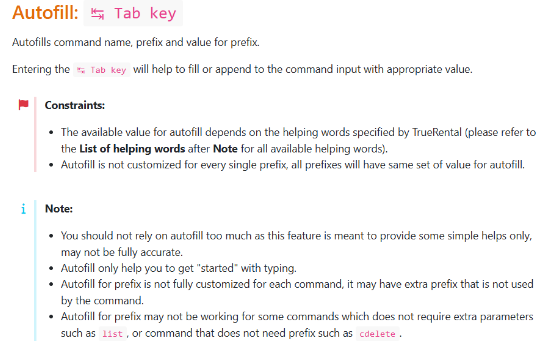 Autofill: ↹ Tab key
Autofills command name, prefix and value for prefix.
Entering the ↹ Tab key will help to fill or append to the command input with appropriate value.
Constraints:
• The available value for autofill depends on the helping words specified by TrueRental (please refer to
the List of helping words after Note for all available helping words).
• Autofill is not customized for every single prefix, all prefixes will have same set of value for autofill.
Note:
• You should not rely on autofill too much as this feature is meant to provide some simple helps only,
may not be fully accurate.
• Autofill only help you to get "started" with typing.
• Autofill for prefix is not fully customized for each command, it may have extra prefix that is not used
by the command.
• Autofill for prefix may not be working for some commands which does not require extra parameters
such as list, or command that does not need prefix such as cdelete.